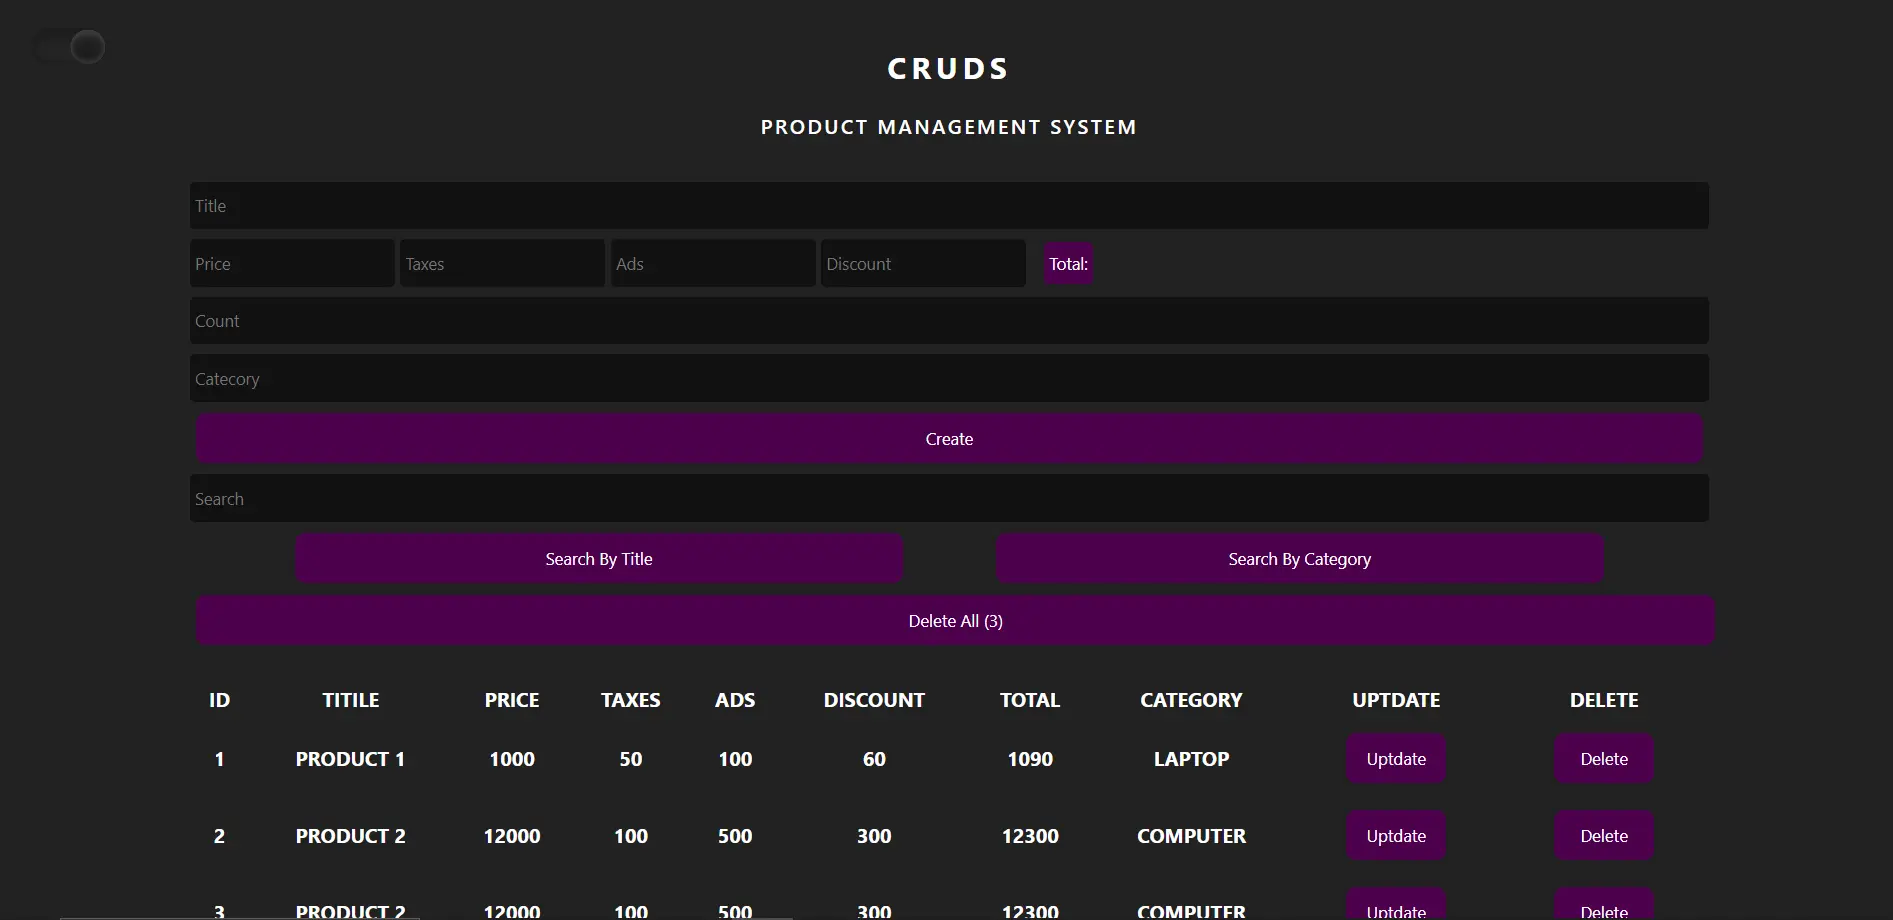 CRUDS
PRODUCT MANAGEMENT SYSTEM
Title
Price Taxes Ads Discount Total:
Count
Catecory
Create
Search
Search By Title Search By Category
Delete All (3)
ID TITILE PRICE TAXES ADS DISCOUNT TOTAL CATEGORY UPTDATE DELETE
1 PRODUCT 1 1000 50 100 60 1090 LAPTOP Uptdate Delete
2 PRODUCT 2 12000 100 500 300 12300 COMPUTER Uptdate Delete
3 PRODUCT 2 12000 100 500 300 12300 COMPUTER Uptdate Delete